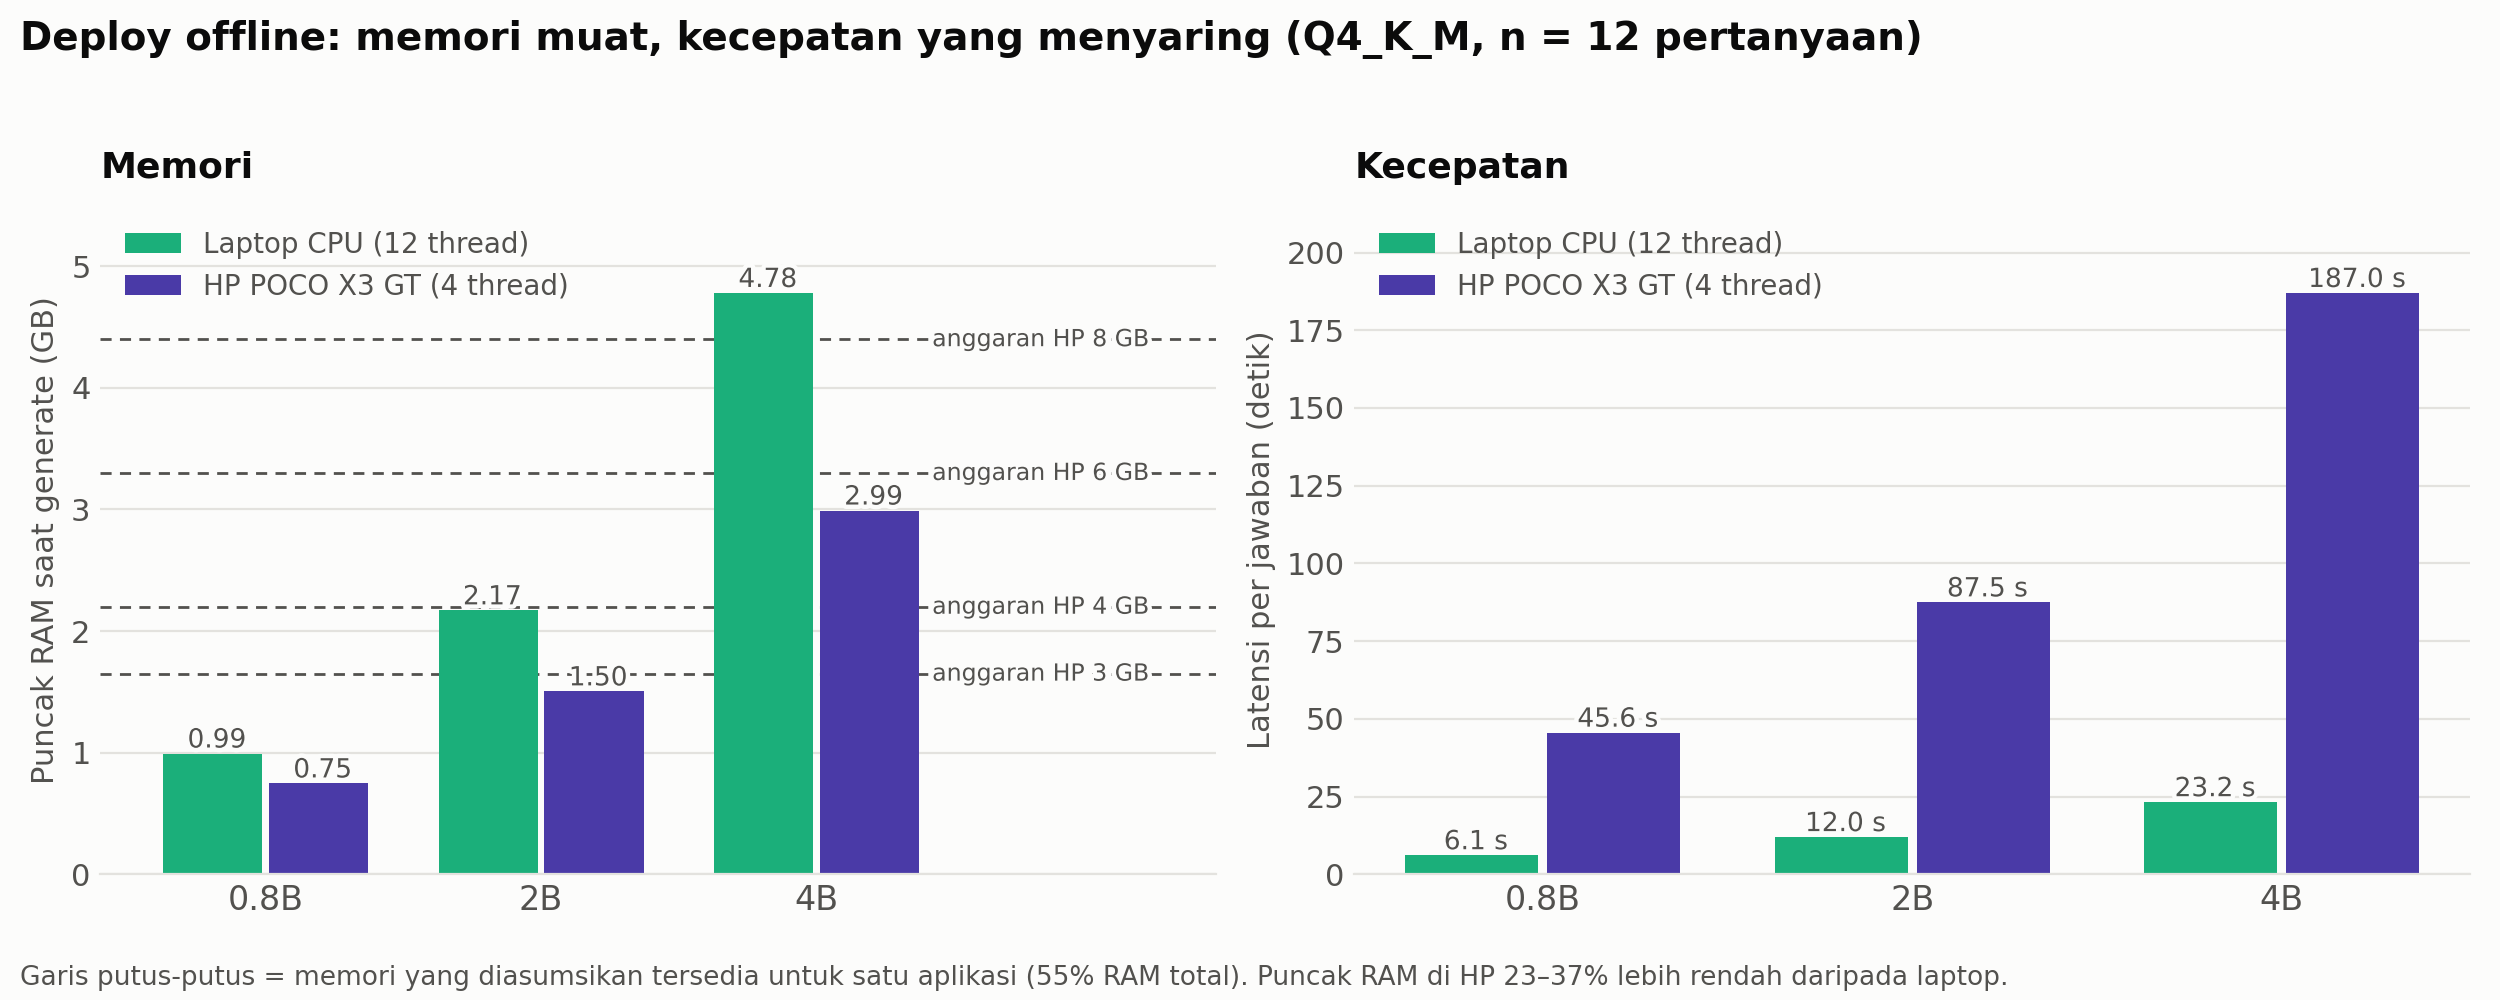 Deploy offline: memori muat, kecepatan yang menyaring (Q4_K_M, n = 12 pertanyaan)
Memori
Laptop CPU (12 thread)
HP POCO X3 GT (4 thread)
Puncak RAM saat generate (GB)
5
4
3
2
1
0
4.78
anggaran HP 8 GB
anggaran HP 6 GB
2.99
2.17
anggaran HP 4 GB
1.50
anggaran HP 3 GB
0.99
0.75
0.8B
2B
4B
Kecepatan
Laptop CPU (12 thread)
HP POCO X3 GT (4 thread)
Latensi per jawaban (detik)
200
175
150
125
100
75
50
25
0
187.0 s
87.5 s
45.6 s
23.2 s
12.0 s
6.1 s
0.8B
2B
4B
Garis putus-putus = memori yang diasumsikan tersedia untuk satu aplikasi (55% RAM total). Puncak RAM di HP 23–37% lebih rendah daripada laptop.